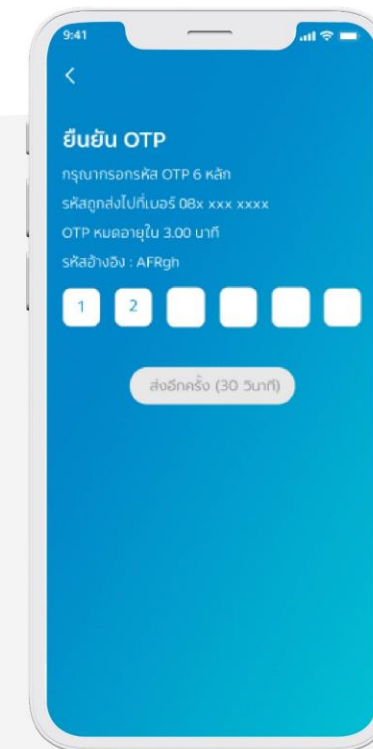 9:41
ยืนยัน OTP
กรุณากรอกรหัส OTP 6 หลัก
รหัสถูกส่งไปที่เบอร์ 08x xxx xxxx
OTP หมดอายุใน 3.00 นาที
รหัสอ้างอิง : AFRgh
1 2
ส่งอีกครั้ง (30 วินาที)